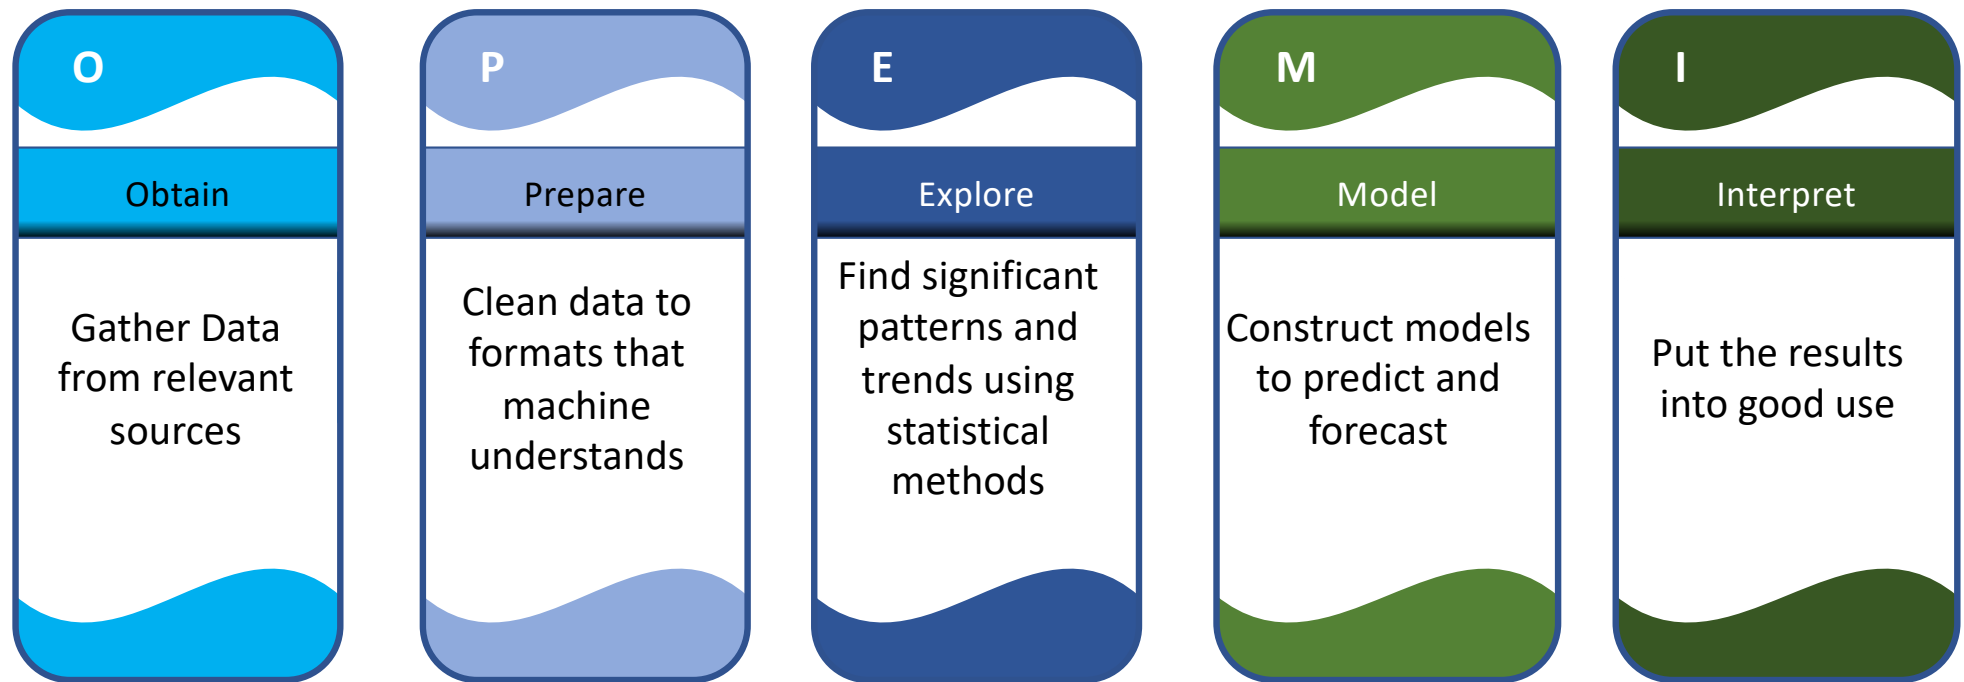 O
Obtain
Gather Data
from relevant
sources
P
Prepare
Clean data to
formats that
machine
understands
E
Explore
Find significant
patterns and
trends using
statistical
methods
M
Model
Construct models
to predict and
forecast
I
Interpret
Put the results
into good use